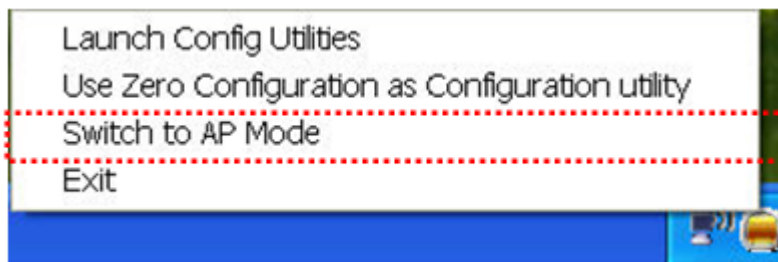 Launch Config Utilities
Use Zero Configuration as Configuration utility
Switch to AP Mode
Exit